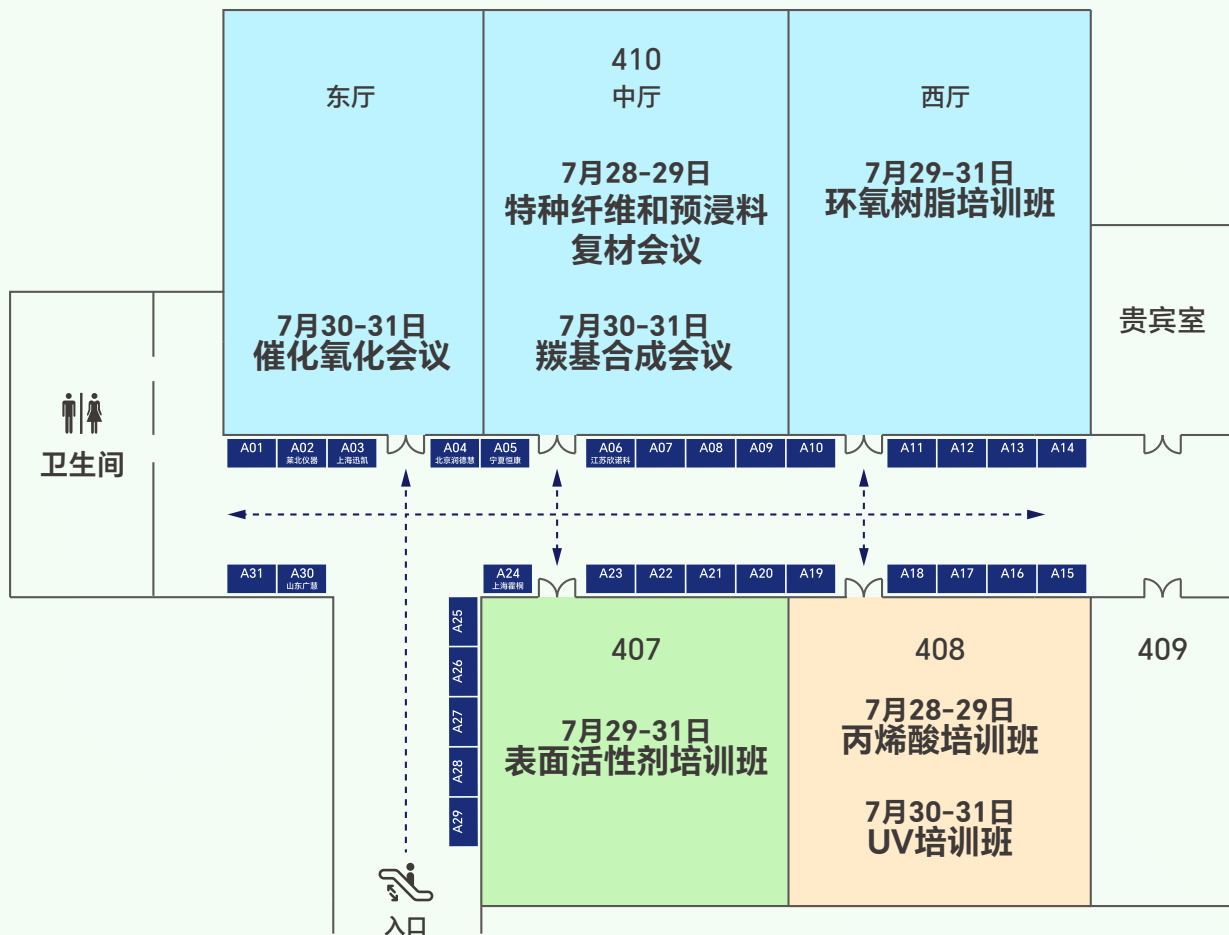 410
东厅
中厅
西厅
7月28-29日
特种纤维和预浸料
复材会议
7月29-31日
环氧树脂培训班
7月30-31日
催化氧化会议
7月30-31日
羰基合成会议
贵宾室
卫生间
A01
A02
莱北仪器
A03
上海迅凯
A04
北京润德慧
A05
宁夏恒康
A06
江苏欣诺科
A07
A08
A09
A10
A11
A12
A13
A14
A31
A30
山东广慧
A24
上海霍桐
A23
A22
A21
A20
A19
A18
A17
A16
A15
A25
A26
A27
A28
A29
407
7月29-31日
表面活性剂培训班
408
7月28-29日
丙烯酸培训班
7月30-31日
UV培训班
409
入口